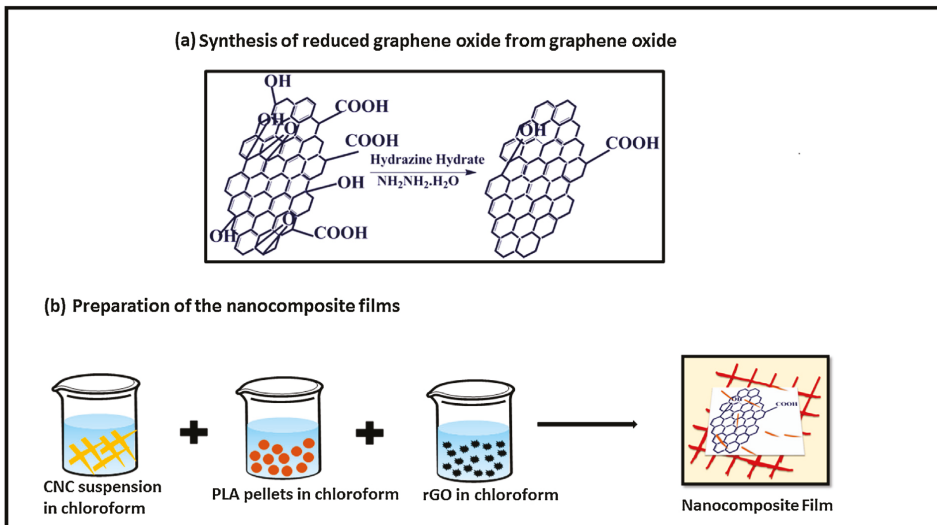 (a) Synthesis of reduced graphene oxide from graphene oxide
OH
COOH
OH
O
COOH
OH
Hydrazine Hydrate
NH2NH2.H2O
COOH
OH
O
COOH
OH
(b) Preparation of the nanocomposite films
OH
COOH
CNC suspension
in chloroform
PLA pellets in chloroform
rGO in chloroform
Nanocomposite Film